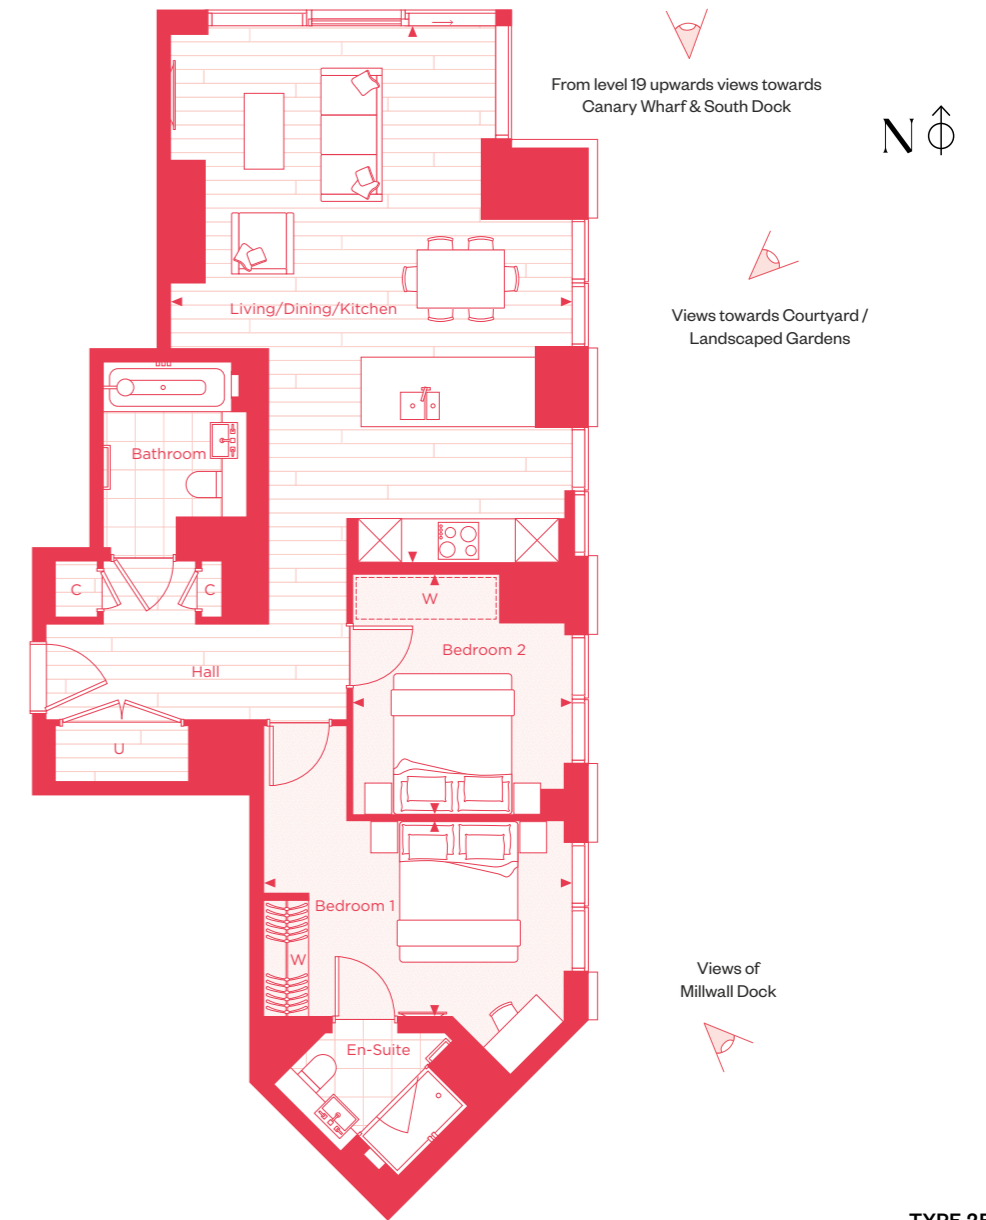 From level 19 upwards views towards
Canary Wharf & South Dock
N
Living/Dining/Kitchen
Views towards Courtyard /
Landscaped Gardens
Bathroom
C
C
W
Bedroom 2
Hall
U
Bedroom 1
W
Views of
Millwall Dock
En-Suite